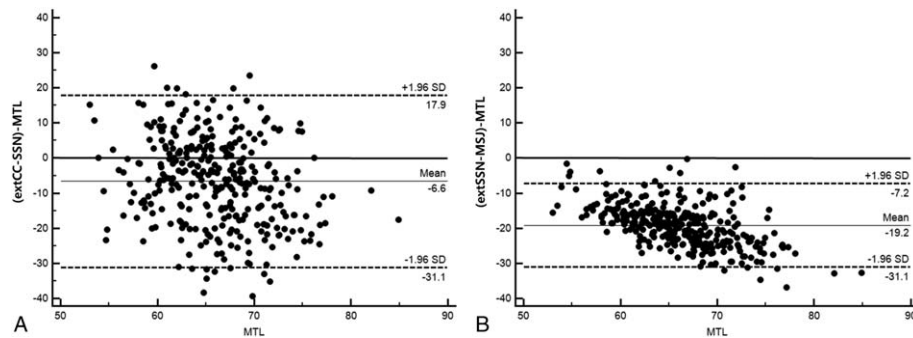 (extCC-SSN)-MTL
40
30
20
10
0
-10
-20
-30
-40
+1.96 SD
17.9
Mean
-6.6
-1.96 SD
-31.1
50
60
70
80
90
MTL
A
(extSSN-MSJ)-MTL
40
30
20
10
0
-10
-20
-30
-40
+1.96 SD
-7.2
Mean
-19.2
-1.96 SD
-31.1
50
60
70
80
90
MTL
B